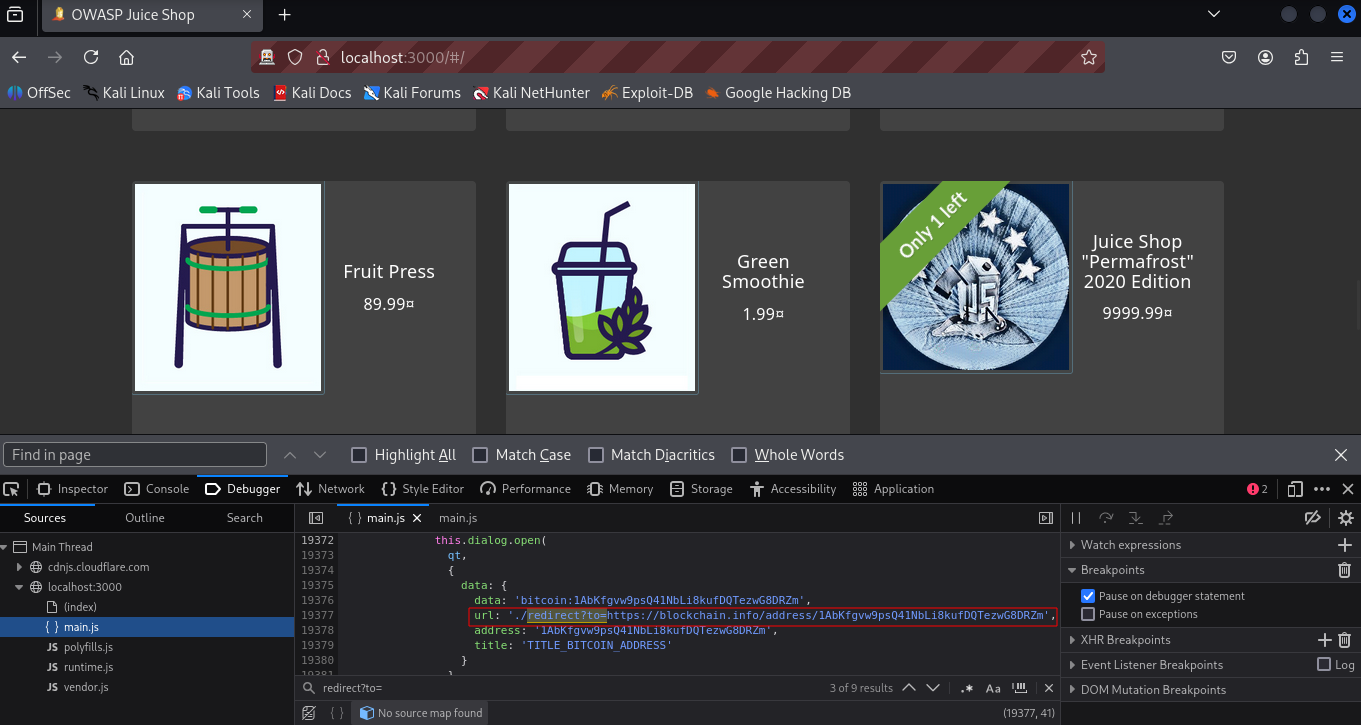 OWASP Juice Shop
localhost:3000/#/
OffSec Kali Linux Kali Tools Kali Docs Kali Forums Kali NetHunter Exploit-DB Google Hacking DB
Fruit Press
89.99¤
Green
Smoothie
1.99¤
Only 1 left
Juice Shop
"Permafrost"
2020 Edition
9999.99¤
Find in page Highlight All Match Case Match Diacritics Whole Words
Inspector Console Debugger Network Style Editor Performance Memory Storage Accessibility Application 2
Sources Outline Search
Main Thread
cdnjs.cloudflare.com
localhost:3000
(index)
{ } main.js
JS polyfills.js
JS runtime.js
JS vendor.js
{ } main.js main.js
19372 this.dialog.open(
19373 qt,
19374 {
19375 data: {
19376 data: 'bitcoin:1AbKfgvw9psQ41NbLi8kufDQTezwG8DRZm',
19377 url: './redirect?to=https://blockchain.info/address/1AbKfgvw9psQ41NbLi8kufDQTezwG8DRZm',
19378 address: '1AbKfgvw9psQ41NbLi8kufDQTezwG8DRZm',
19379 title: 'TITLE_BITCOIN_ADDRESS'
19380 }
19381 }
redirect?to= 3 of 9 results .* Aa
{ } No source map found (19377, 41)
Watch expressions
Breakpoints
Pause on debugger statement
Pause on exceptions
XHR Breakpoints
Event Listener Breakpoints Log
DOM Mutation Breakpoints